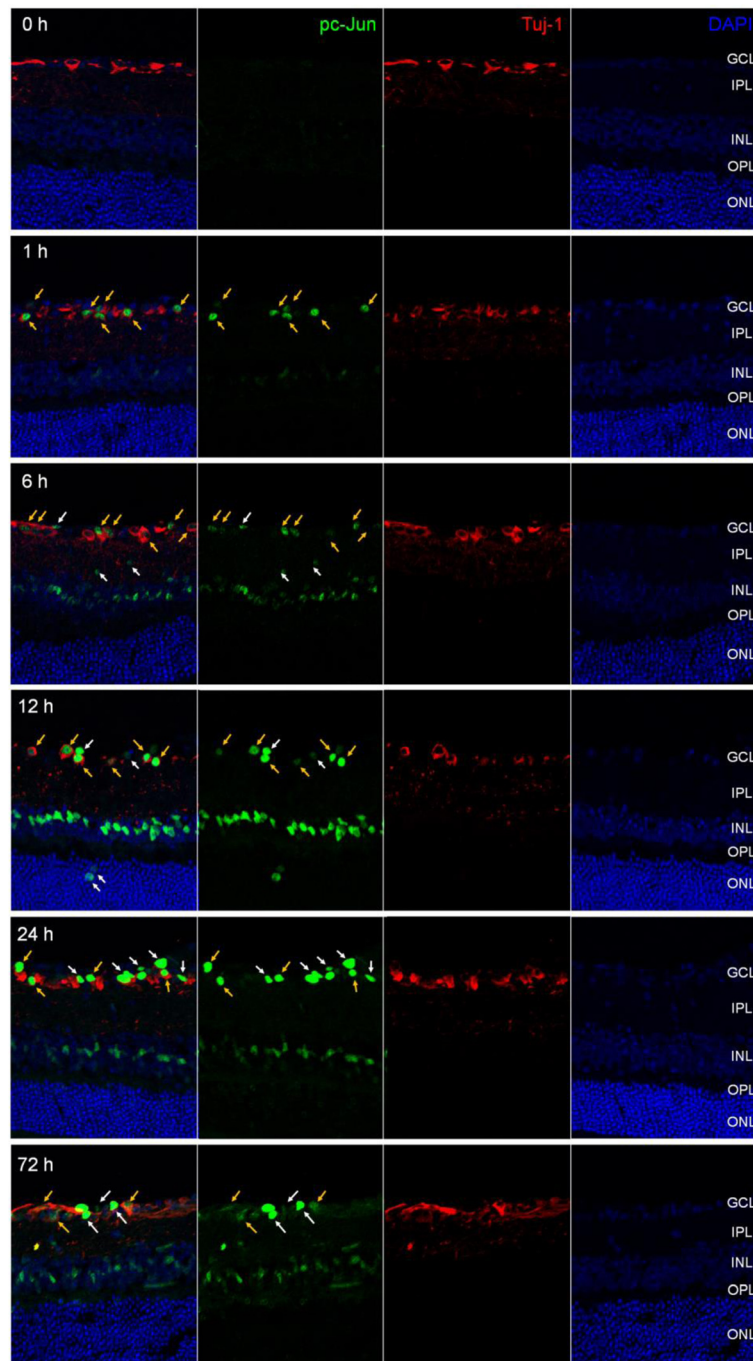 0 h pc-Jun Tuj-1 DAPI
GCL
IPL
INL
OPL
ONL
1 h
GCL
IPL
INL
OPL
ONL
6 h
GCL
IPL
INL
OPL
ONL
12 h
GCL
IPL
INL
OPL
ONL
24 h
GCL
IPL
INL
OPL
ONL
72 h
GCL
IPL
INL
OPL
ONL